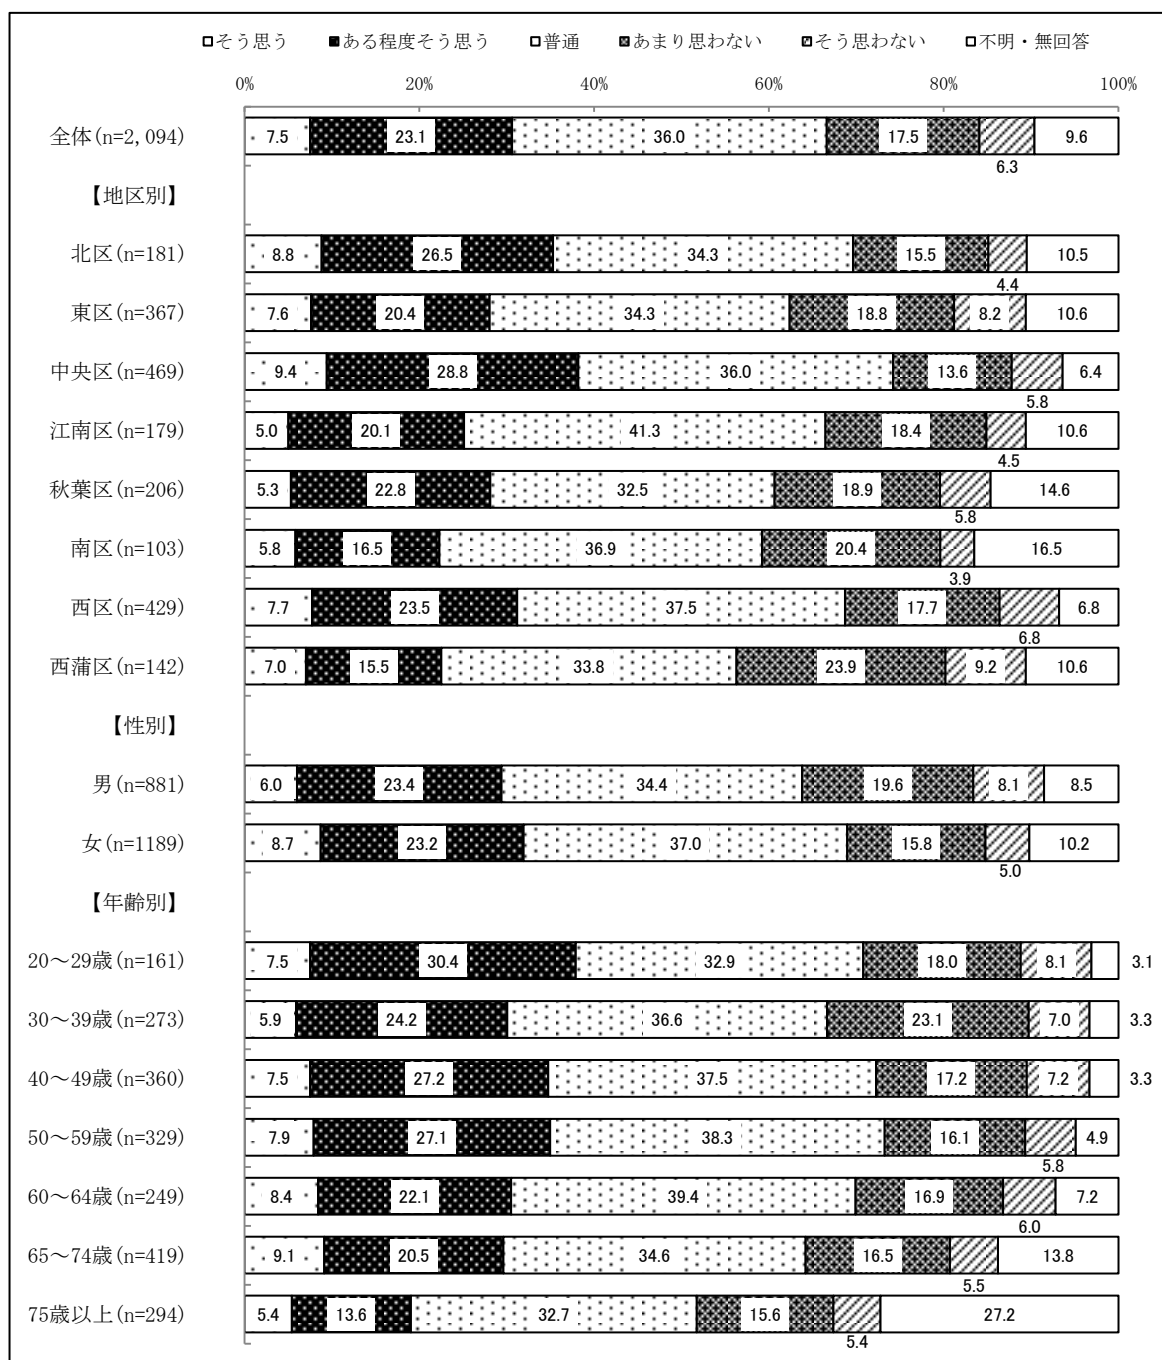 そう思う ある程度そう思う 普通 あまり思わない そう思わない 不明・無回答
0% 20% 40% 60% 80% 100%
全体(n=2,094) 7.5 23.1 36.0 17.5 9.6
6.3
【地区別】
北区(n=181) 8.8 26.5 34.3 15.5 10.5
4.4
東区(n=367) 7.6 20.4 34.3 18.8 8.2 10.6
中央区(n=469) 9.4 28.8 36.0 13.6 6.4
5.8
江南区(n=179) 5.0 20.1 41.3 18.4 10.6
4.5
秋葉区(n=206) 5.3 22.8 32.5 18.9 14.6
5.8
南区(n=103) 5.8 16.5 36.9 20.4 16.5
3.9
西区(n=429) 7.7 23.5 37.5 17.7 6.8
6.8
西蒲区(n=142) 7.0 15.5 33.8 23.9 9.2 10.6
【性別】
男(n=881) 6.0 23.4 34.4 19.6 8.1 8.5
女(n=1189) 8.7 23.2 37.0 15.8 10.2
5.0
【年齢別】
20～29歳(n=161) 7.5 30.4 32.9 18.0 8.1 3.1
30～39歳(n=273) 5.9 24.2 36.6 23.1 7.0 3.3
40～49歳(n=360) 7.5 27.2 37.5 17.2 7.2 3.3
50～59歳(n=329) 7.9 27.1 38.3 16.1 4.9
5.8
60～64歳(n=249) 8.4 22.1 39.4 16.9 7.2
6.0
65～74歳(n=419) 9.1 20.5 34.6 16.5 13.8
5.5
75歳以上(n=294) 5.4 13.6 32.7 15.6 27.2
5.4